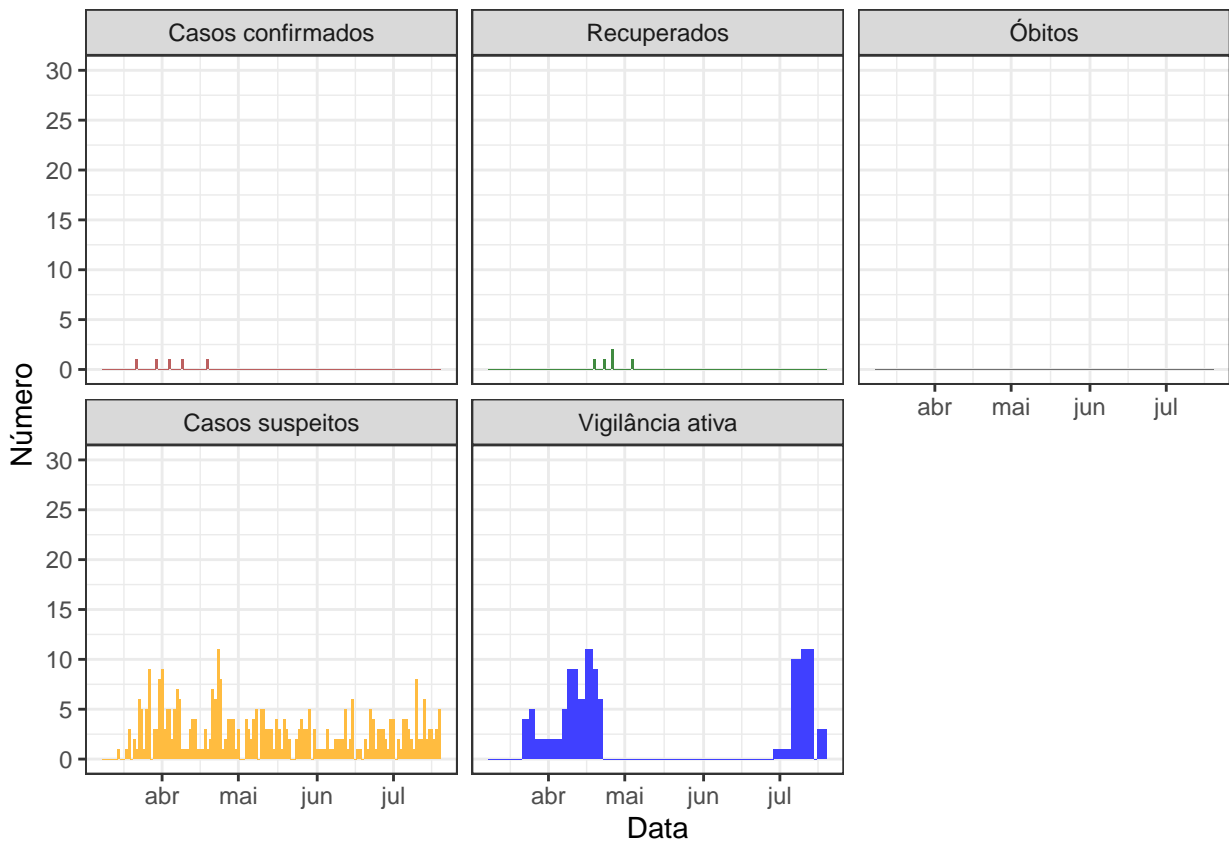 Casos confirmados
Recuperados
Óbitos
30
25
20
15
10
5
0
abr mai jun jul
Número
Casos suspeitos
Vigilância ativa
30
25
20
15
10
5
0
abr mai jun jul
abr mai jun jul
Data